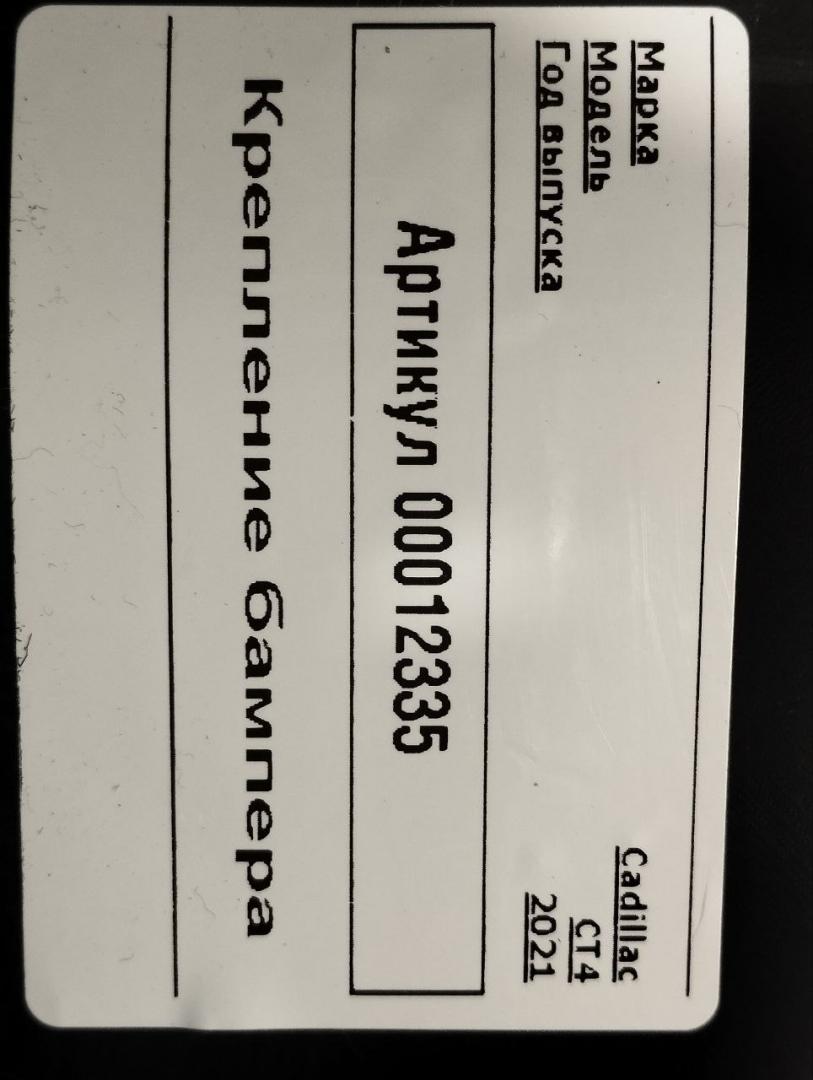 Марка Cadillac
Модель CT4
Год выпуска 2021
Артикул 00012335
Крепление бампера